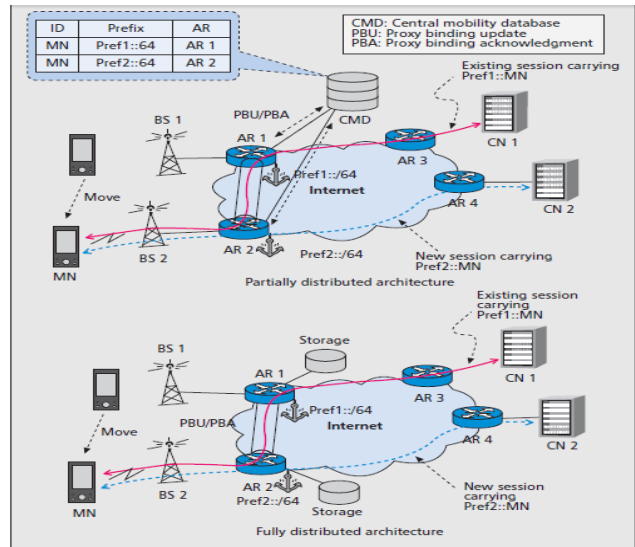 ID Prefix AR
MN Pref1::64 AR 1
MN Pref2::64 AR 2
CMD: Central mobility database
PBU: Proxy binding update
PBA: Proxy binding acknowledgment
Existing session carrying
Pref1::MN
BS 1
PBU/PBA
CMD
AR 1
AR 3
CN 1
Pref1::/64
Internet
Move
AR 4
CN 2
BS 2
AR 2
Pref2::/64
MN
New session carrying
Pref2::MN
Partially distributed architecture
Existing session
carrying
Pref1::MN
Storage
BS 1
AR 1
AR 3
CN 1
Pref1::/64
Internet
PBU/PBA
Move
AR 4
CN 2
BS 2
AR 2
Pref2::/64
MN
Storage
New session
carrying
Pref2::MN
Fully distributed architecture